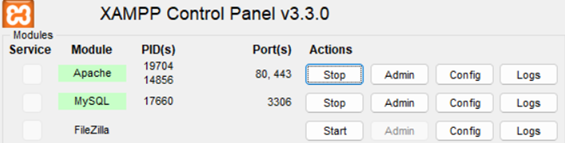 XAMPP Control Panel v3.3.0
Modules
Service Module PID(s) Port(s) Actions
Apache 19704 14856 80, 443 Stop Admin Config Logs
MySQL 17660 3306 Stop Admin Config Logs
FileZilla Start Admin Config Logs